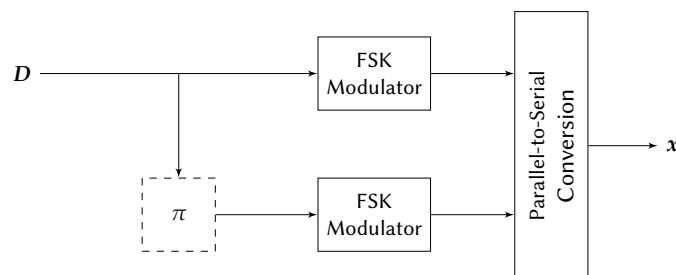 D
FSK
Modulator
π
FSK
Modulator
Parallel-to-Serial
Conversion
x